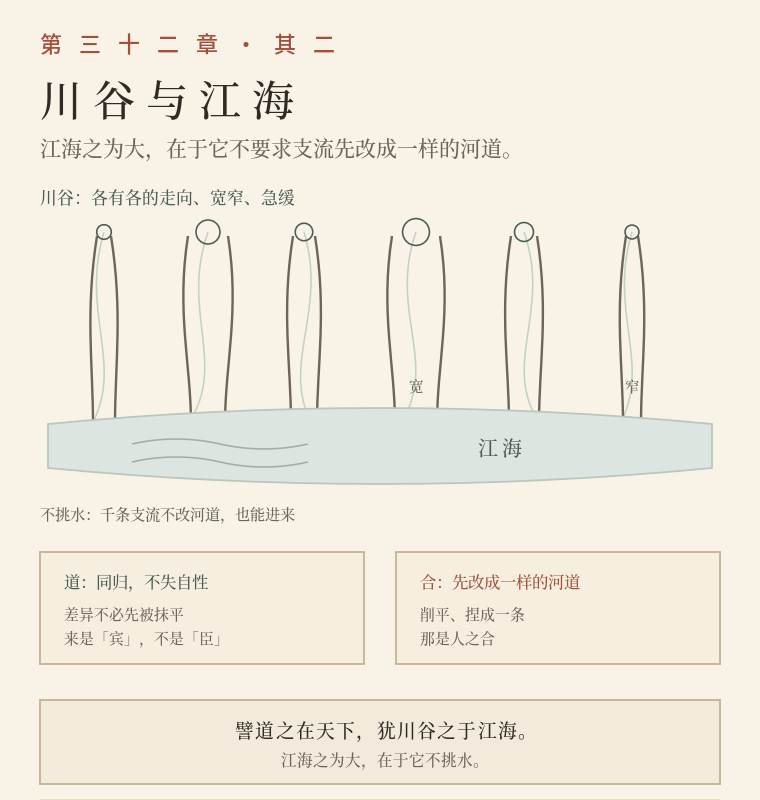 第三十二章·其二
川谷与江海
江海之为大，在于它不要求支流先改成一样的河道。
川谷：各有各的走向、宽窄、急缓
宽
窄
江海
不挑水：千条支流不改河道，也能进来
道：同归，不失自性
差异不必先被抹平
来是「宾」，不是「臣」
合：先改成一样的河道
削平、捏成一条
那是人之合
譬道之在天下，犹川谷之于江海。
江海之为大，在于它不挑水。